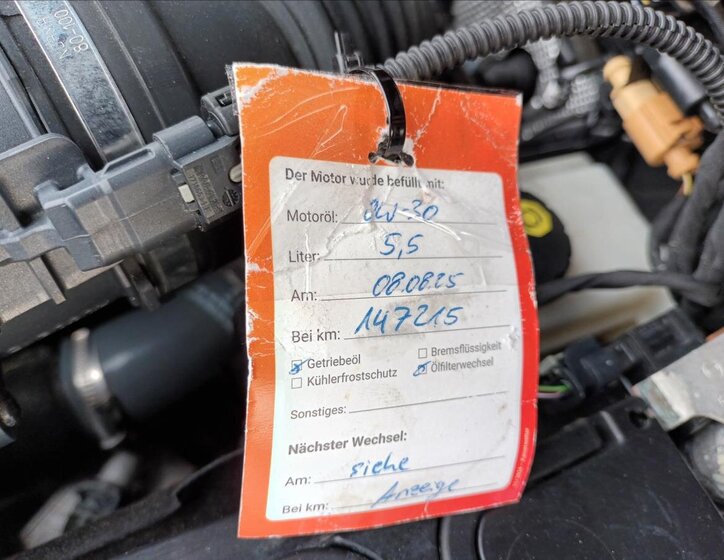 Der Motor wurde befüllt mit:
Motoröl: 0W-30
Liter: 5,5
Am: 08.08.25
Bei km: 147215
Getriebeöl
Bremsflüssigkeit
Kühlerfrostschutz
Ölfilterwechsel
Sonstiges:
Nächster Wechsel:
Am: siehe
Bei km: Anzeige